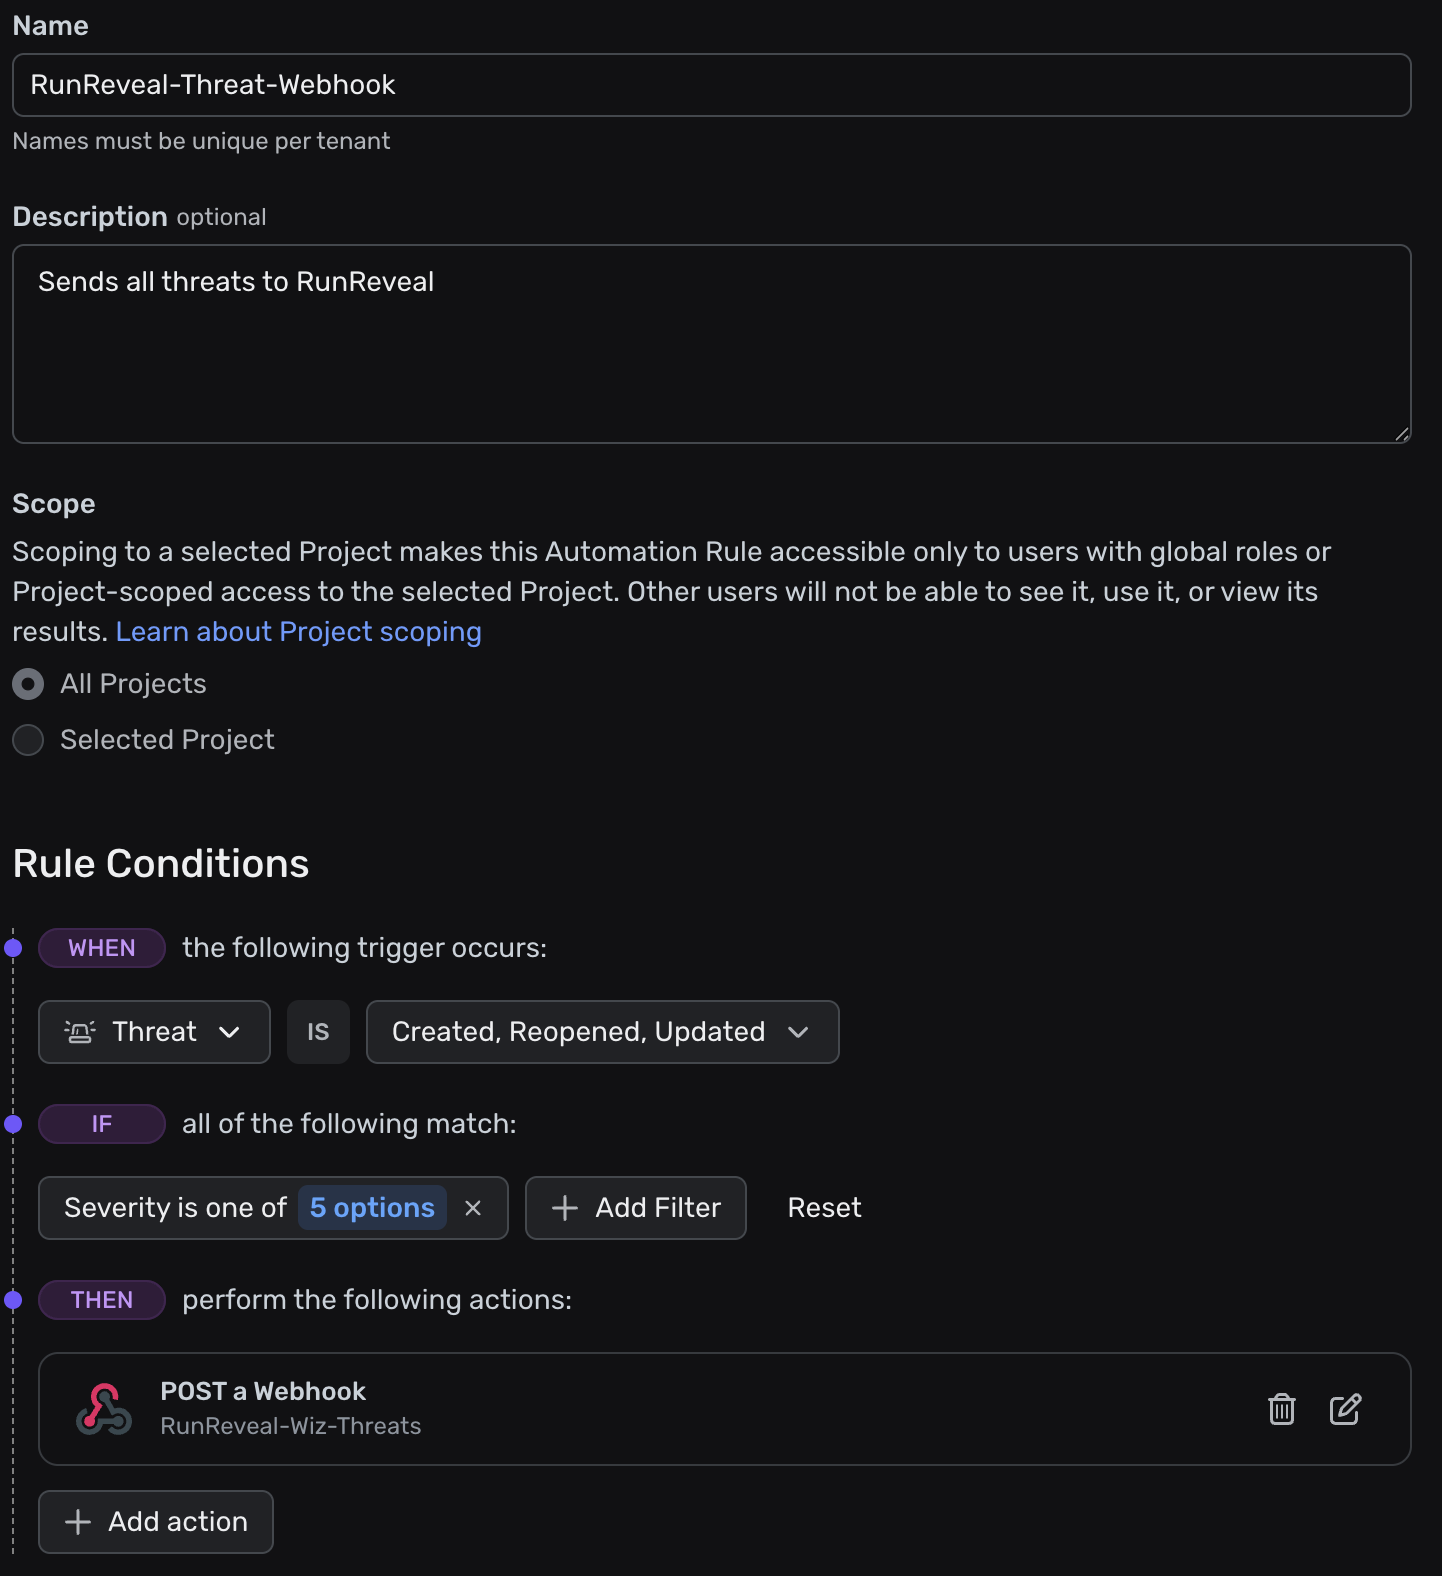 Name
RunReveal-Threat-Webhook
Names must be unique per tenant
Description optional
Sends all threats to RunReveal
Scope
Scoping to a selected Project makes this Automation Rule accessible only to users with global roles or
Project-scoped access to the selected Project. Other users will not be able to see it, use it, or view its
results. Learn about Project scoping
All Projects
Selected Project
Rule Conditions
WHEN the following trigger occurs:
Threat IS Created, Reopened, Updated
IF all of the following match:
Severity is one of 5 options Add Filter Reset
THEN perform the following actions:
POST a Webhook
RunReveal-Wiz-Threats
Add action